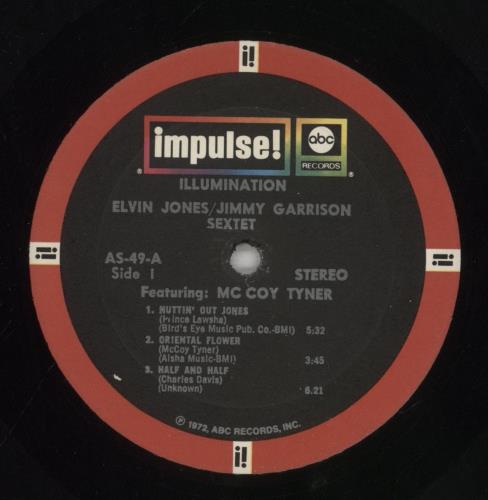 i!
impulse!
abc
RECORDS
ILLUMINATION
ELVIN JONES/JIMMY GARRISON
SEXTET
AS-49-A
Side 1
STEREO
Featuring: MC COY TYNER
1. NUTTIN' OUT JONES
(Prince Lawsha)
(Bird's Eye Music Pub. Co.-BMI) 5:32
2. ORIENTAL FLOWER
(McCoy Tyner)
(Aisha Music-BMI) 3:45
3. HALF AND HALF
(Charles Davis)
(Unknown) 6.21
i!i!
i!i!
℗ 1972, ABC RECORDS, INC.
i!